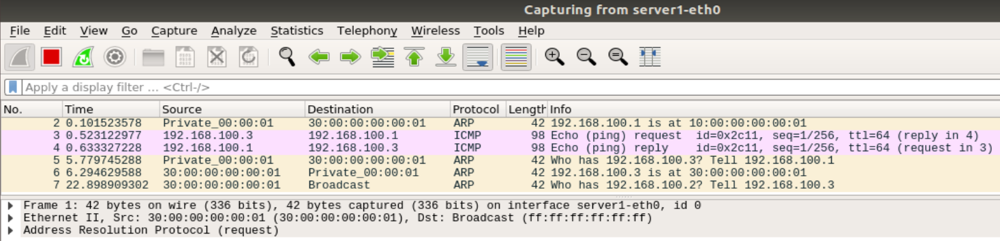 Capturing from server1-eth0
File Edit View Go Capture Analyze Statistics Telephony Wireless Tools Help
Apply a display filter ... <Ctrl-/>
No. Time Source Destination Protocol Length Info
2 0.101523578 Private_00:00:01 30:00:00:00:00:01 ARP 42 192.168.100.1 is at 10:00:00:00:00:01
3 0.523122977 192.168.100.3 192.168.100.1 ICMP 98 Echo (ping) request id=0x2c11, seq=1/256, ttl=64 (reply in 4)
4 0.633327228 192.168.100.1 192.168.100.3 ICMP 98 Echo (ping) reply id=0x2c11, seq=1/256, ttl=64 (request in 3)
5 5.779745288 Private_00:00:01 30:00:00:00:00:01 ARP 42 Who has 192.168.100.3? Tell 192.168.100.1
6 6.294629588 30:00:00:00:00:01 Private_00:00:01 ARP 42 192.168.100.3 is at 30:00:00:00:00:01
7 22.898909302 30:00:00:00:00:01 Broadcast ARP 42 Who has 192.168.100.2? Tell 192.168.100.3
Frame 1: 42 bytes on wire (336 bits), 42 bytes captured (336 bits) on interface server1-eth0, id 0
Ethernet II, Src: 30:00:00:00:00:01 (30:00:00:00:00:01), Dst: Broadcast (ff:ff:ff:ff:ff:ff)
Address Resolution Protocol (request)